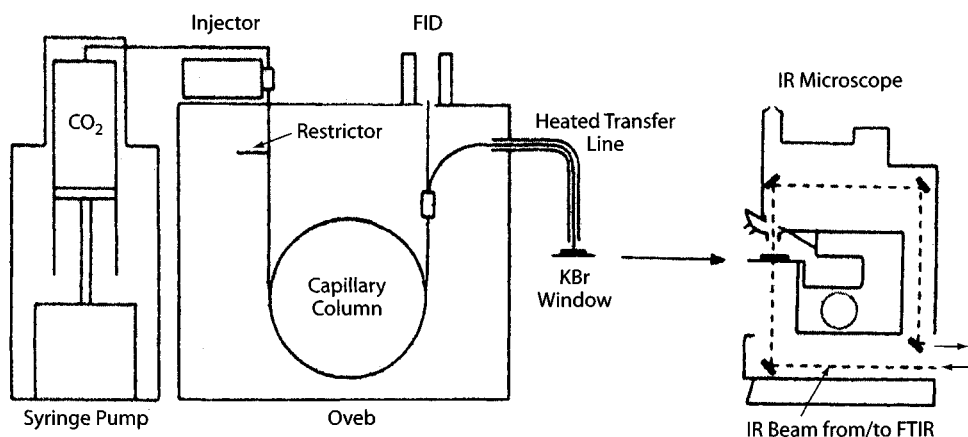 Injector
FID
IR Microscope
CO₂
Restrictor
Heated Transfer
Line
Capillary
Column
KBr
Window
Syringe Pump
Oveb
IR Beam from/to FTIR